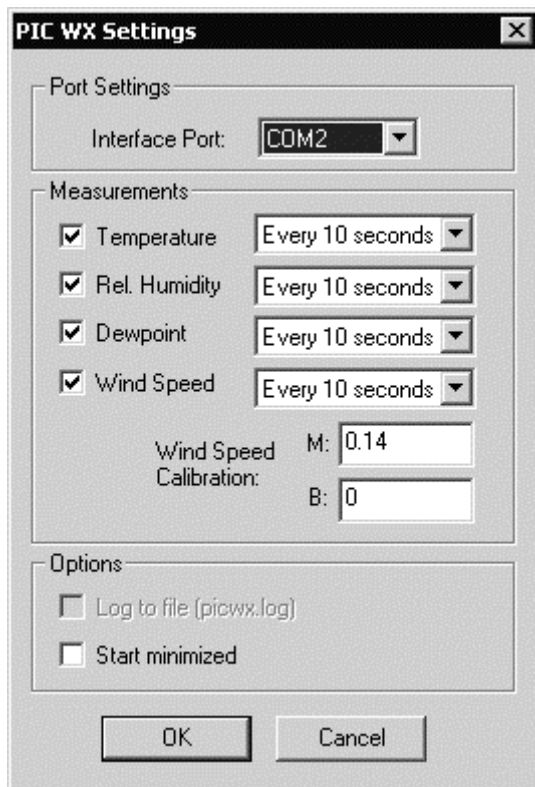 PIC WX Settings
Port Settings
Interface Port: COM2
Measurements
Temperature Every 10 seconds
Rel. Humidity Every 10 seconds
Dewpoint Every 10 seconds
Wind Speed Every 10 seconds
Wind Speed Calibration:
M: 0.14
B: 0
Options
Log to file (picwx.log)
Start minimized
OK Cancel